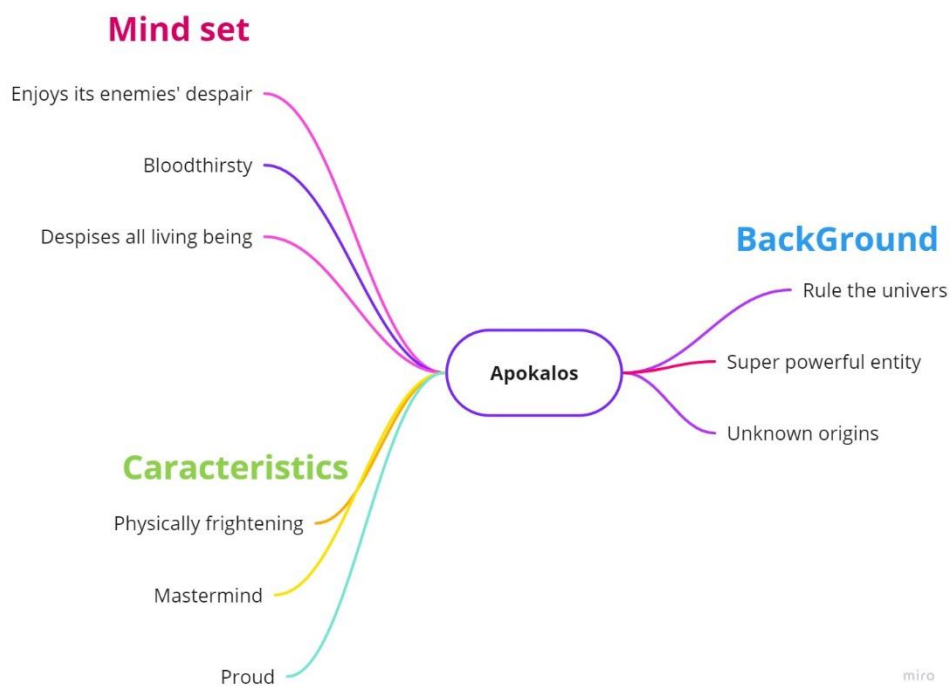 Mind set
Enjoys its enemies' despair
Bloodthirsty
Despises all living being
BackGround
Rule the univers
Super powerful entity
Unknown origins
Apokalos
Caracteristics
Physically frightening
Mastermind
Proud
miro